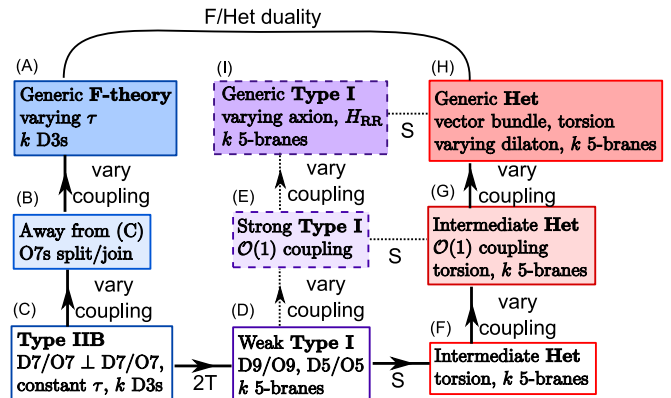 F/Het duality
(A)
Generic F-theory
varying τ
k D3s
(I)
Generic Type I
varying axion, H_RR
k 5-branes
S
(H)
Generic Het
vector bundle, torsion
varying dilaton, k 5-branes
vary
coupling
vary
coupling
vary
coupling
(B)
Away from (C)
O7s split/join
(E)
Strong Type I
𝒪(1) coupling
S
(G)
Intermediate Het
𝒪(1) coupling
torsion, k 5-branes
vary
coupling
vary
coupling
vary
coupling
(C)
Type IIB
D7/O7 ⊥ D7/O7,
constant τ, k D3s
2T
(D)
Weak Type I
D9/O9, D5/O5
k 5-branes
S
(F)
Intermediate Het
torsion, k 5-branes